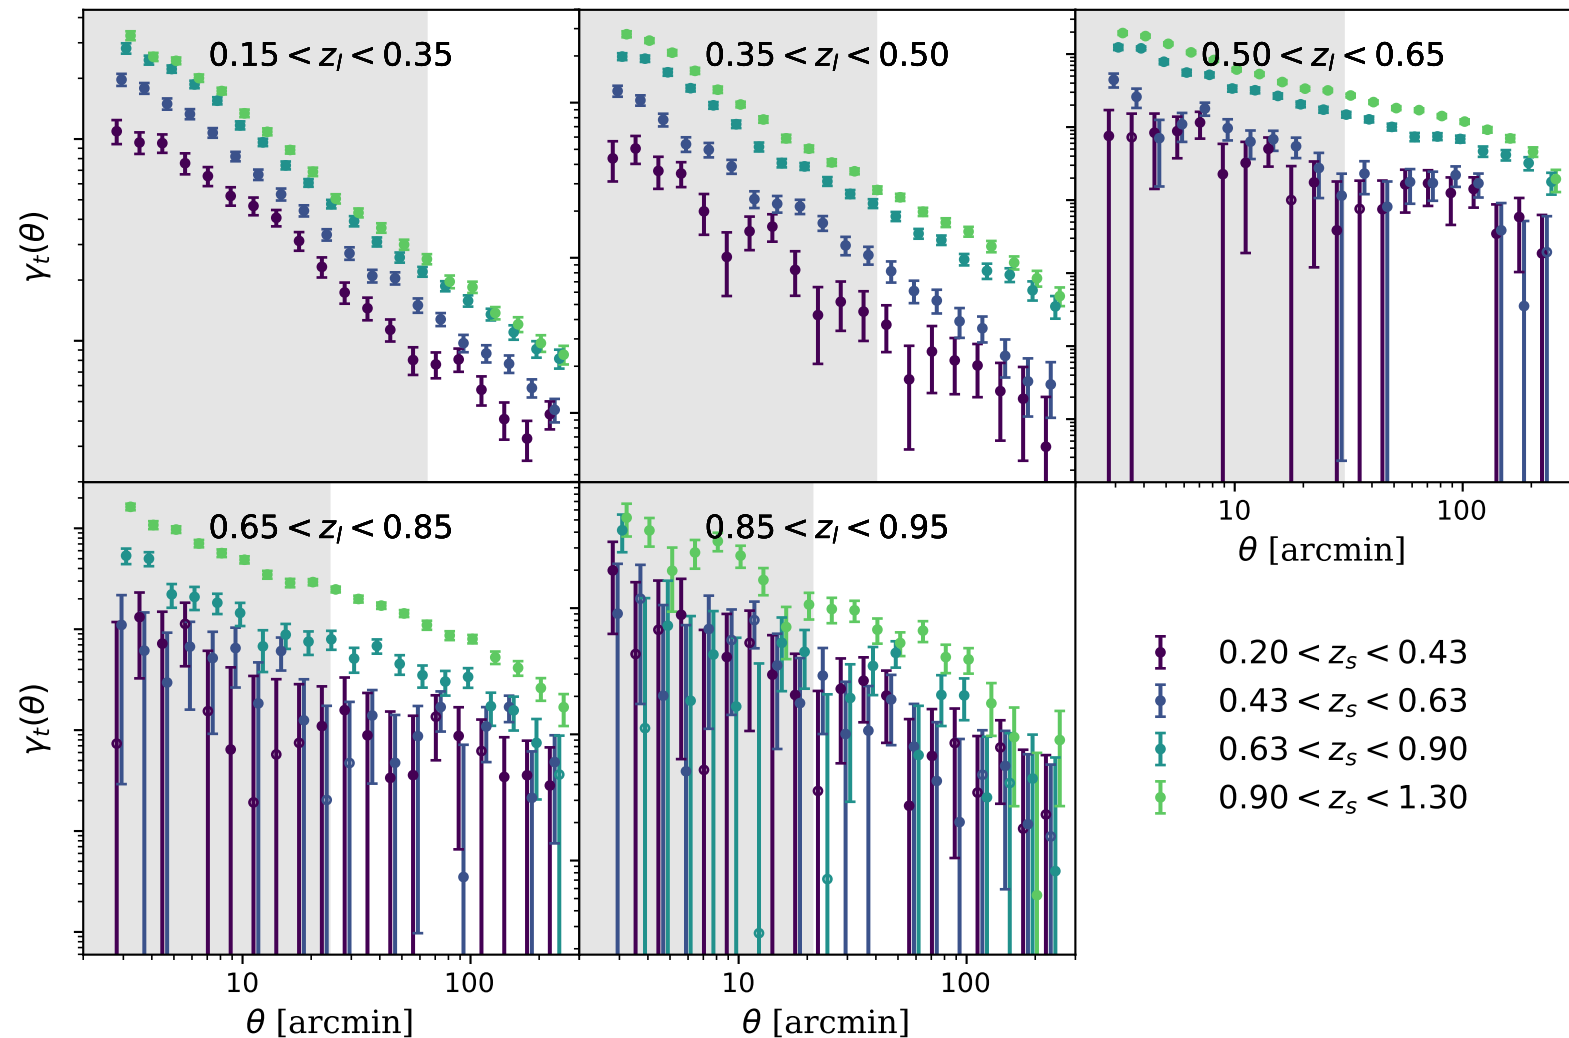 0.15 < z_l < 0.35
0.35 < z_l < 0.50
0.50 < z_l < 0.65
γ_t(θ)
10 100
θ [arcmin]
0.65 < z_l < 0.85
0.85 < z_l < 0.95
γ_t(θ)
0.20 < z_s < 0.43
0.43 < z_s < 0.63
0.63 < z_s < 0.90
0.90 < z_s < 1.30
10 100
10 100
θ [arcmin]
θ [arcmin]